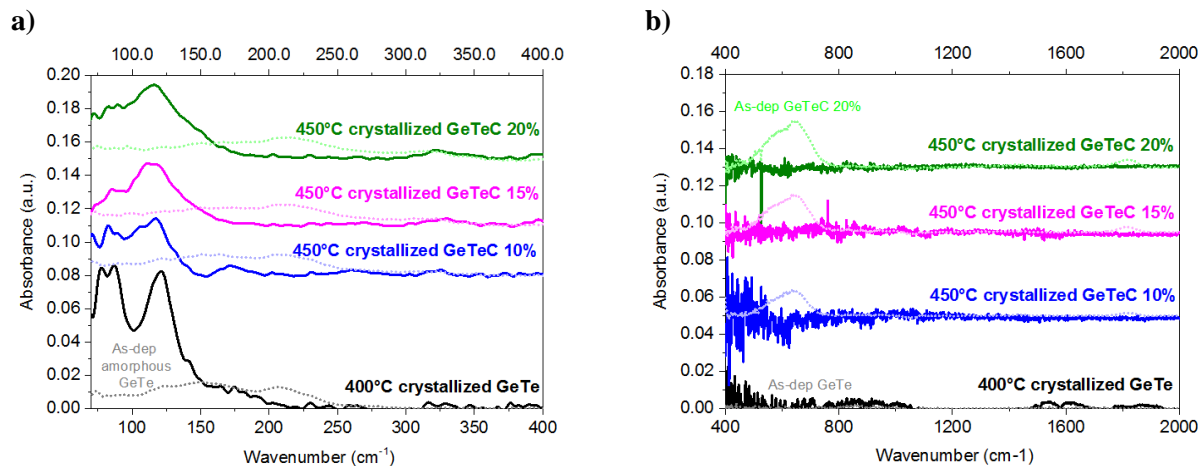 a)
100.0 150.0 200.0 250.0 300.0 350.0 400.0
0.20
0.18
0.16
0.14
0.12
0.10
0.08
0.06
0.04
0.02
0.00
Absorbance (a.u.)
450°C crystallized GeTeC 20%
450°C crystallized GeTeC 15%
450°C crystallized GeTeC 10%
As-dep
amorphous
GeTe
400°C crystallized GeTe
100 150 200 250 300 350 400
Wavenumber (cm⁻¹)
b)
400 800 1200 1600 2000
0.18
0.16
0.14
0.12
0.10
0.08
0.06
0.04
0.02
0.00
Absorbance (a.u.)
As-dep GeTeC 20%
450°C crystallized GeTeC 20%
450°C crystallized GeTeC 15%
450°C crystallized GeTeC 10%
As-dep GeTe
400°C crystallized GeTe
400 800 1200 1600 2000
Wavenumber (cm-1)